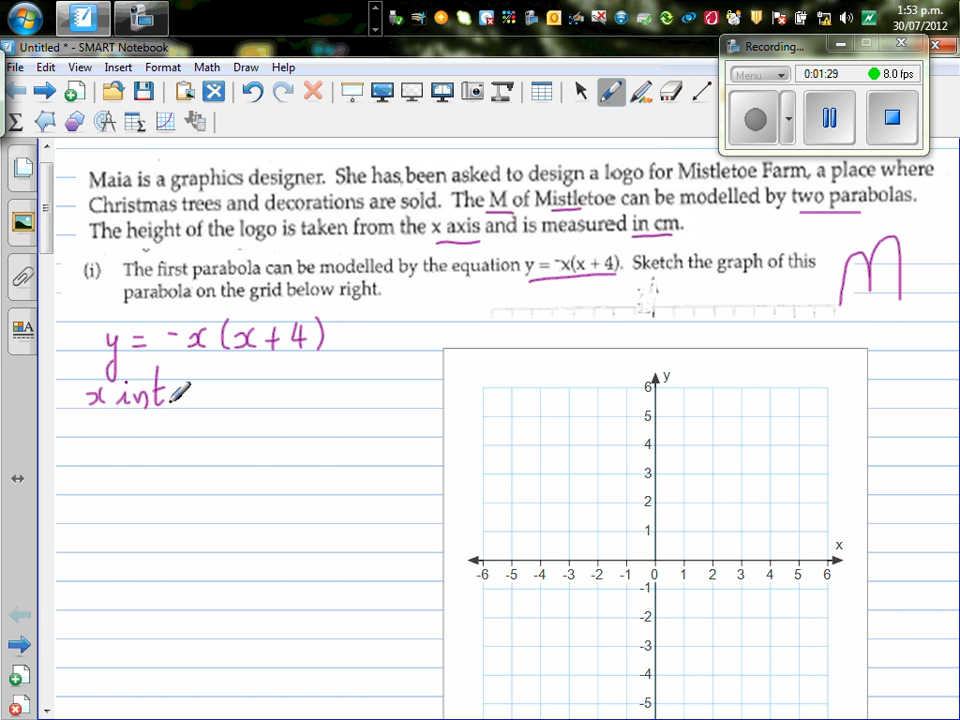 1:53 p.m.
30/07/2012
Untitled * - SMART Notebook
Recording...
File Edit View Insert Format Math Draw Help
Menu 0:01:29 8.0 fps
Maia is a graphics designer. She has been asked to design a logo for Mistletoe Farm, a place where
Christmas trees and decorations are sold. The M of Mistletoe can be modelled by two parabolas.
The height of the logo is taken from the x axis and is measured in cm.
(i) The first parabola can be modelled by the equation y = ⁻x(x + 4). Sketch the graph of this
parabola on the grid below right.
M
y = ⁻x (x + 4)
x int
y
6
5
4
3
2
1
x
-6 -5 -4 -3 -2 -1 0 1 2 3 4 5 6
-1
-2
-3
-4
-5